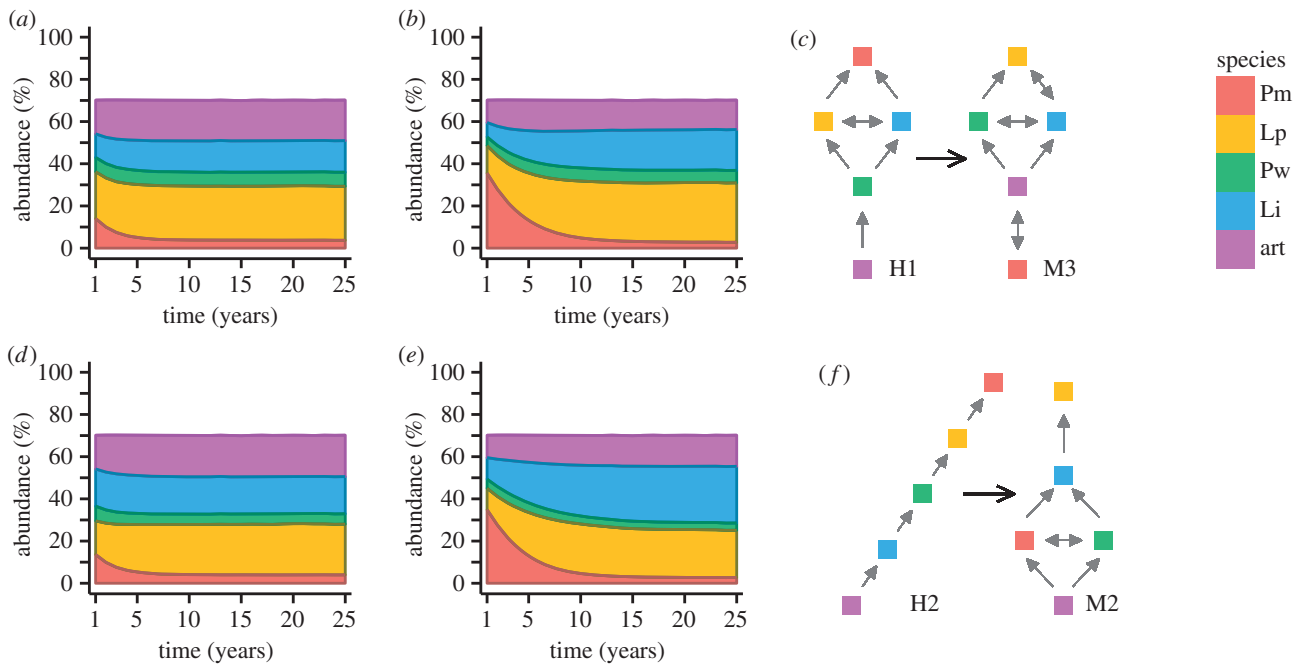 (a)
100
80
60
40
20
0
abundance (%)
1 5 10 15 20 25
time (years)
(b)
100
80
60
40
20
0
abundance (%)
1 5 10 15 20 25
time (years)
(c)
H1
M3
species
Pm
Lp
Pw
Li
art
(d)
100
80
60
40
20
0
abundance (%)
1 5 10 15 20 25
time (years)
(e)
100
80
60
40
20
0
abundance (%)
1 5 10 15 20 25
time (years)
(f)
H2
M2